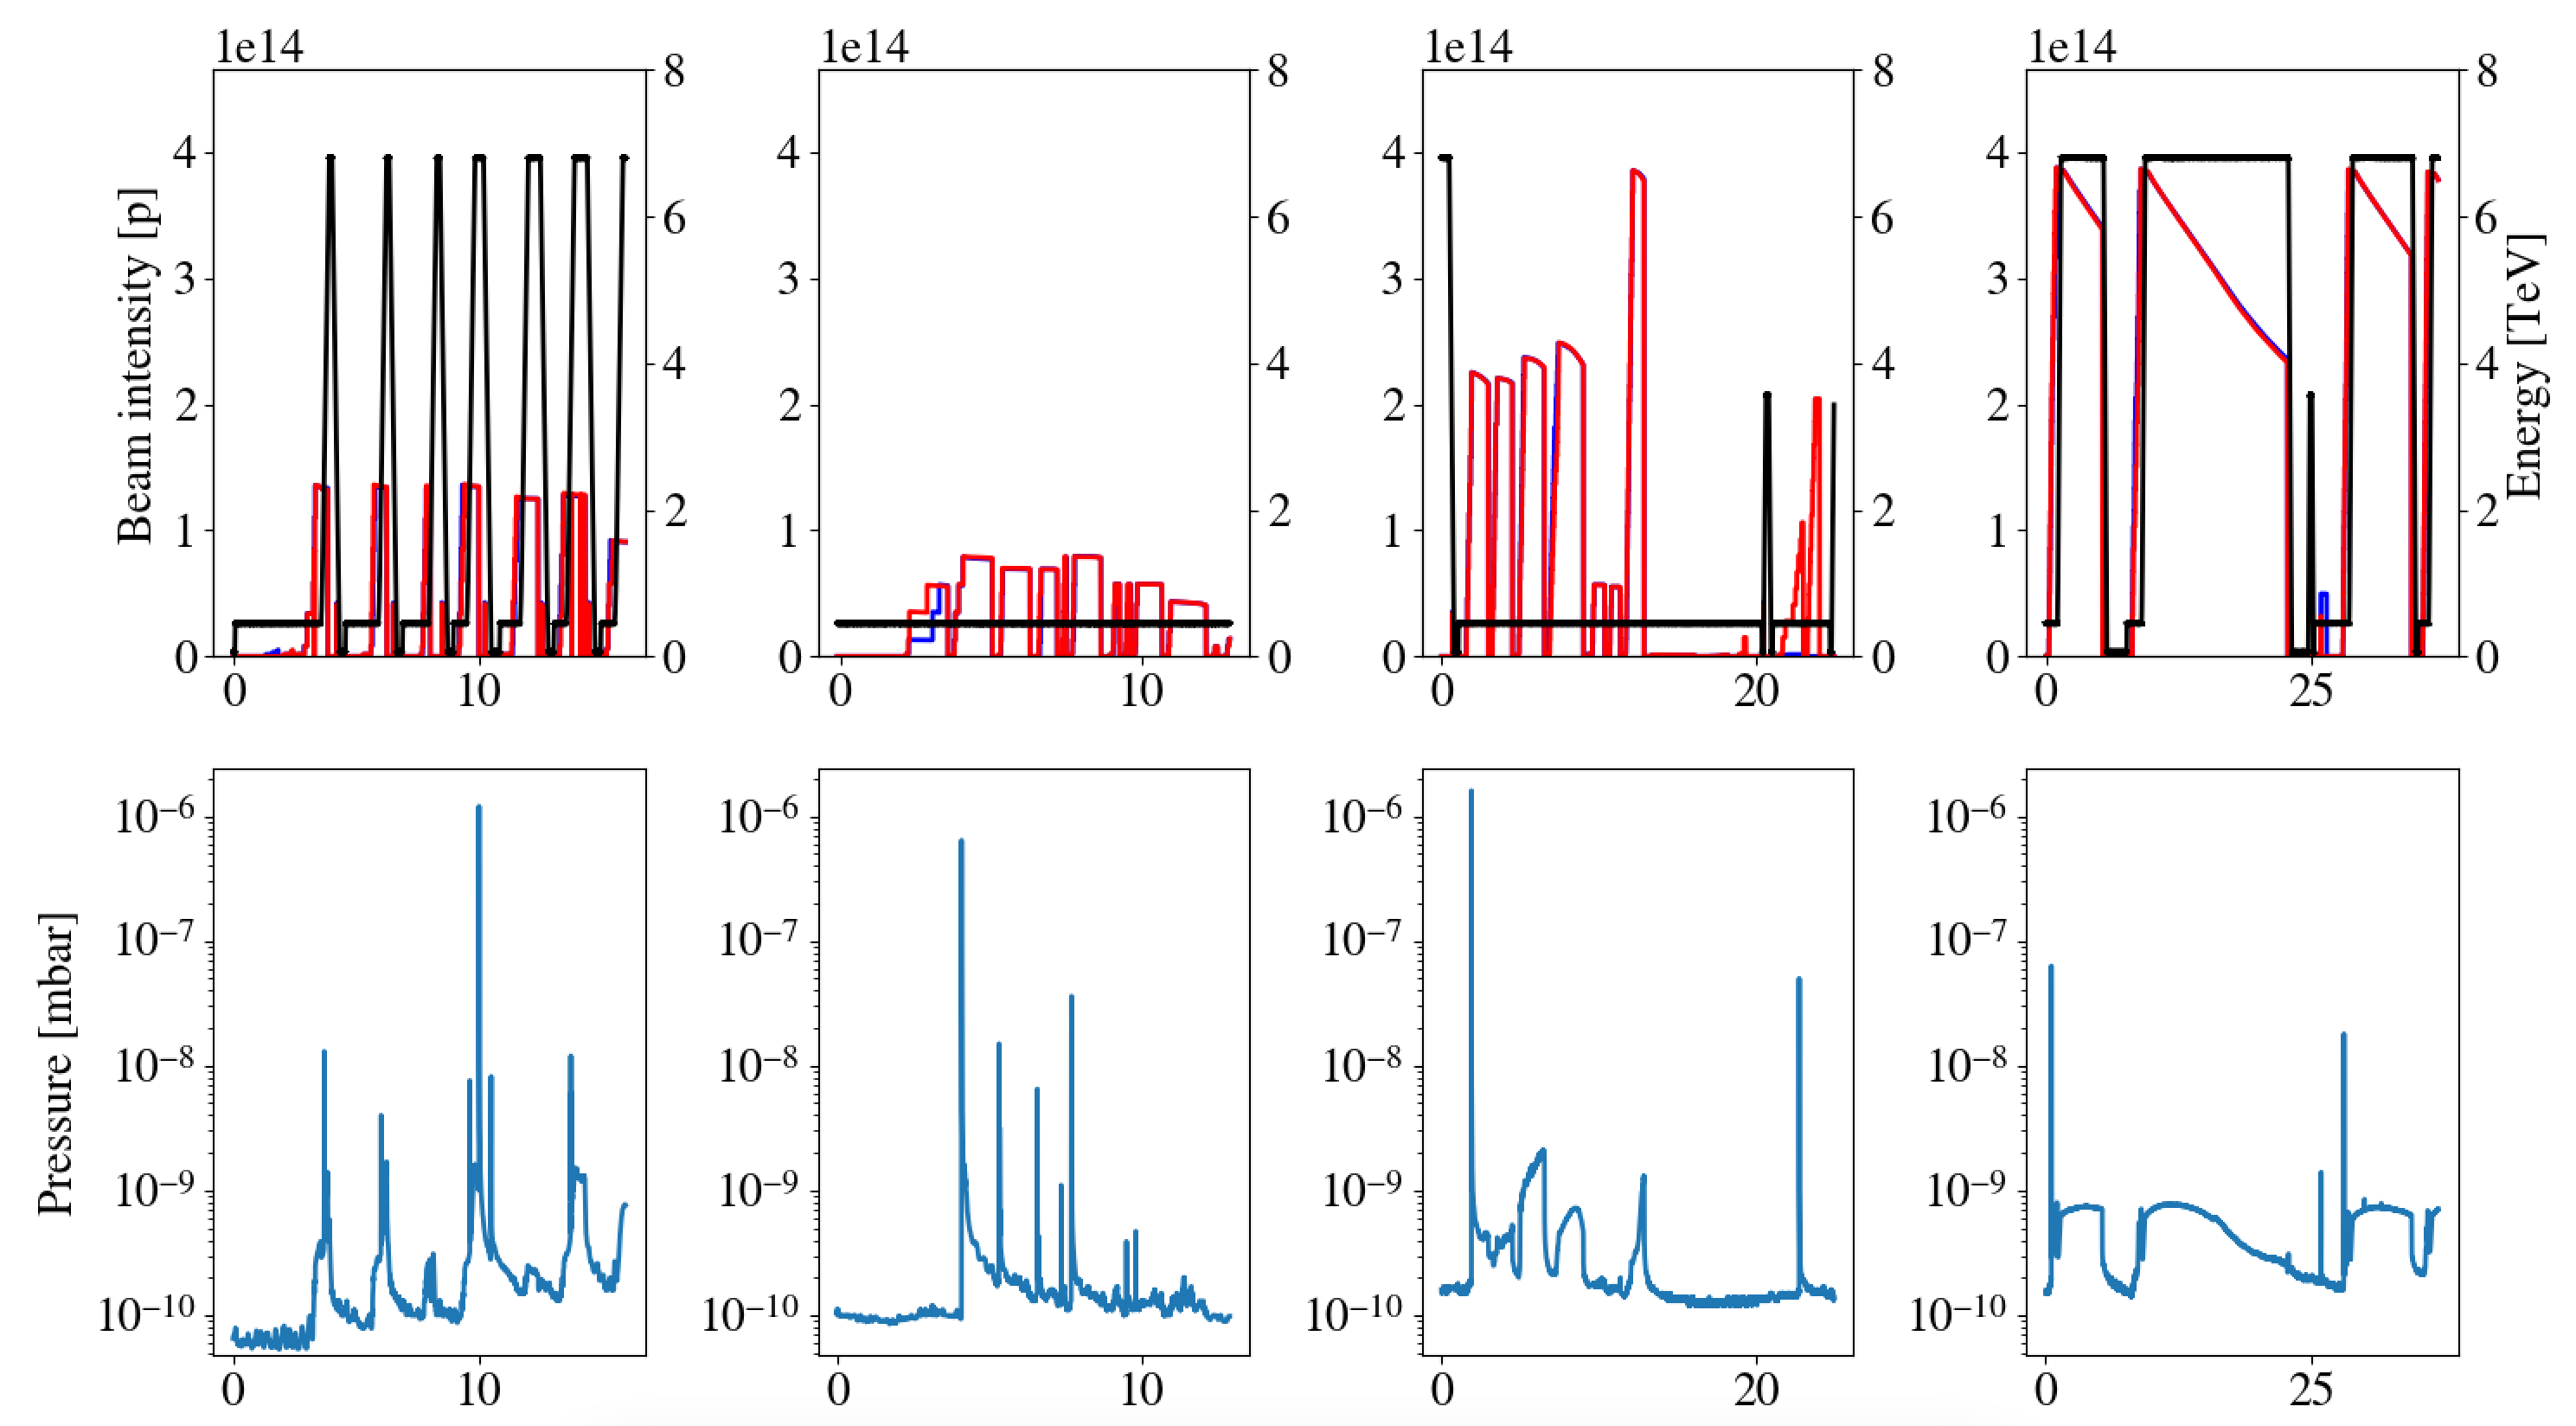 1e14 1e14 1e14 1e14
8 8 8 8
4 4 4 4
6 6 6 6
3 3 3 3
4 4 4 4
2 2 2 2
2 2 2 2
1 1 1 1
0 0 0 0 0 0 0 0
0 10 0 10 0 20 0 25
Beam intensity [p]
Energy [TeV]
10⁻⁶ 10⁻⁶ 10⁻⁶ 10⁻⁶
10⁻⁷ 10⁻⁷ 10⁻⁷ 10⁻⁷
10⁻⁸ 10⁻⁸ 10⁻⁸ 10⁻⁸
10⁻⁹ 10⁻⁹ 10⁻⁹ 10⁻⁹
10⁻¹⁰ 10⁻¹⁰ 10⁻¹⁰ 10⁻¹⁰
Pressure [mbar]
0 10 0 10 0 20 0 25